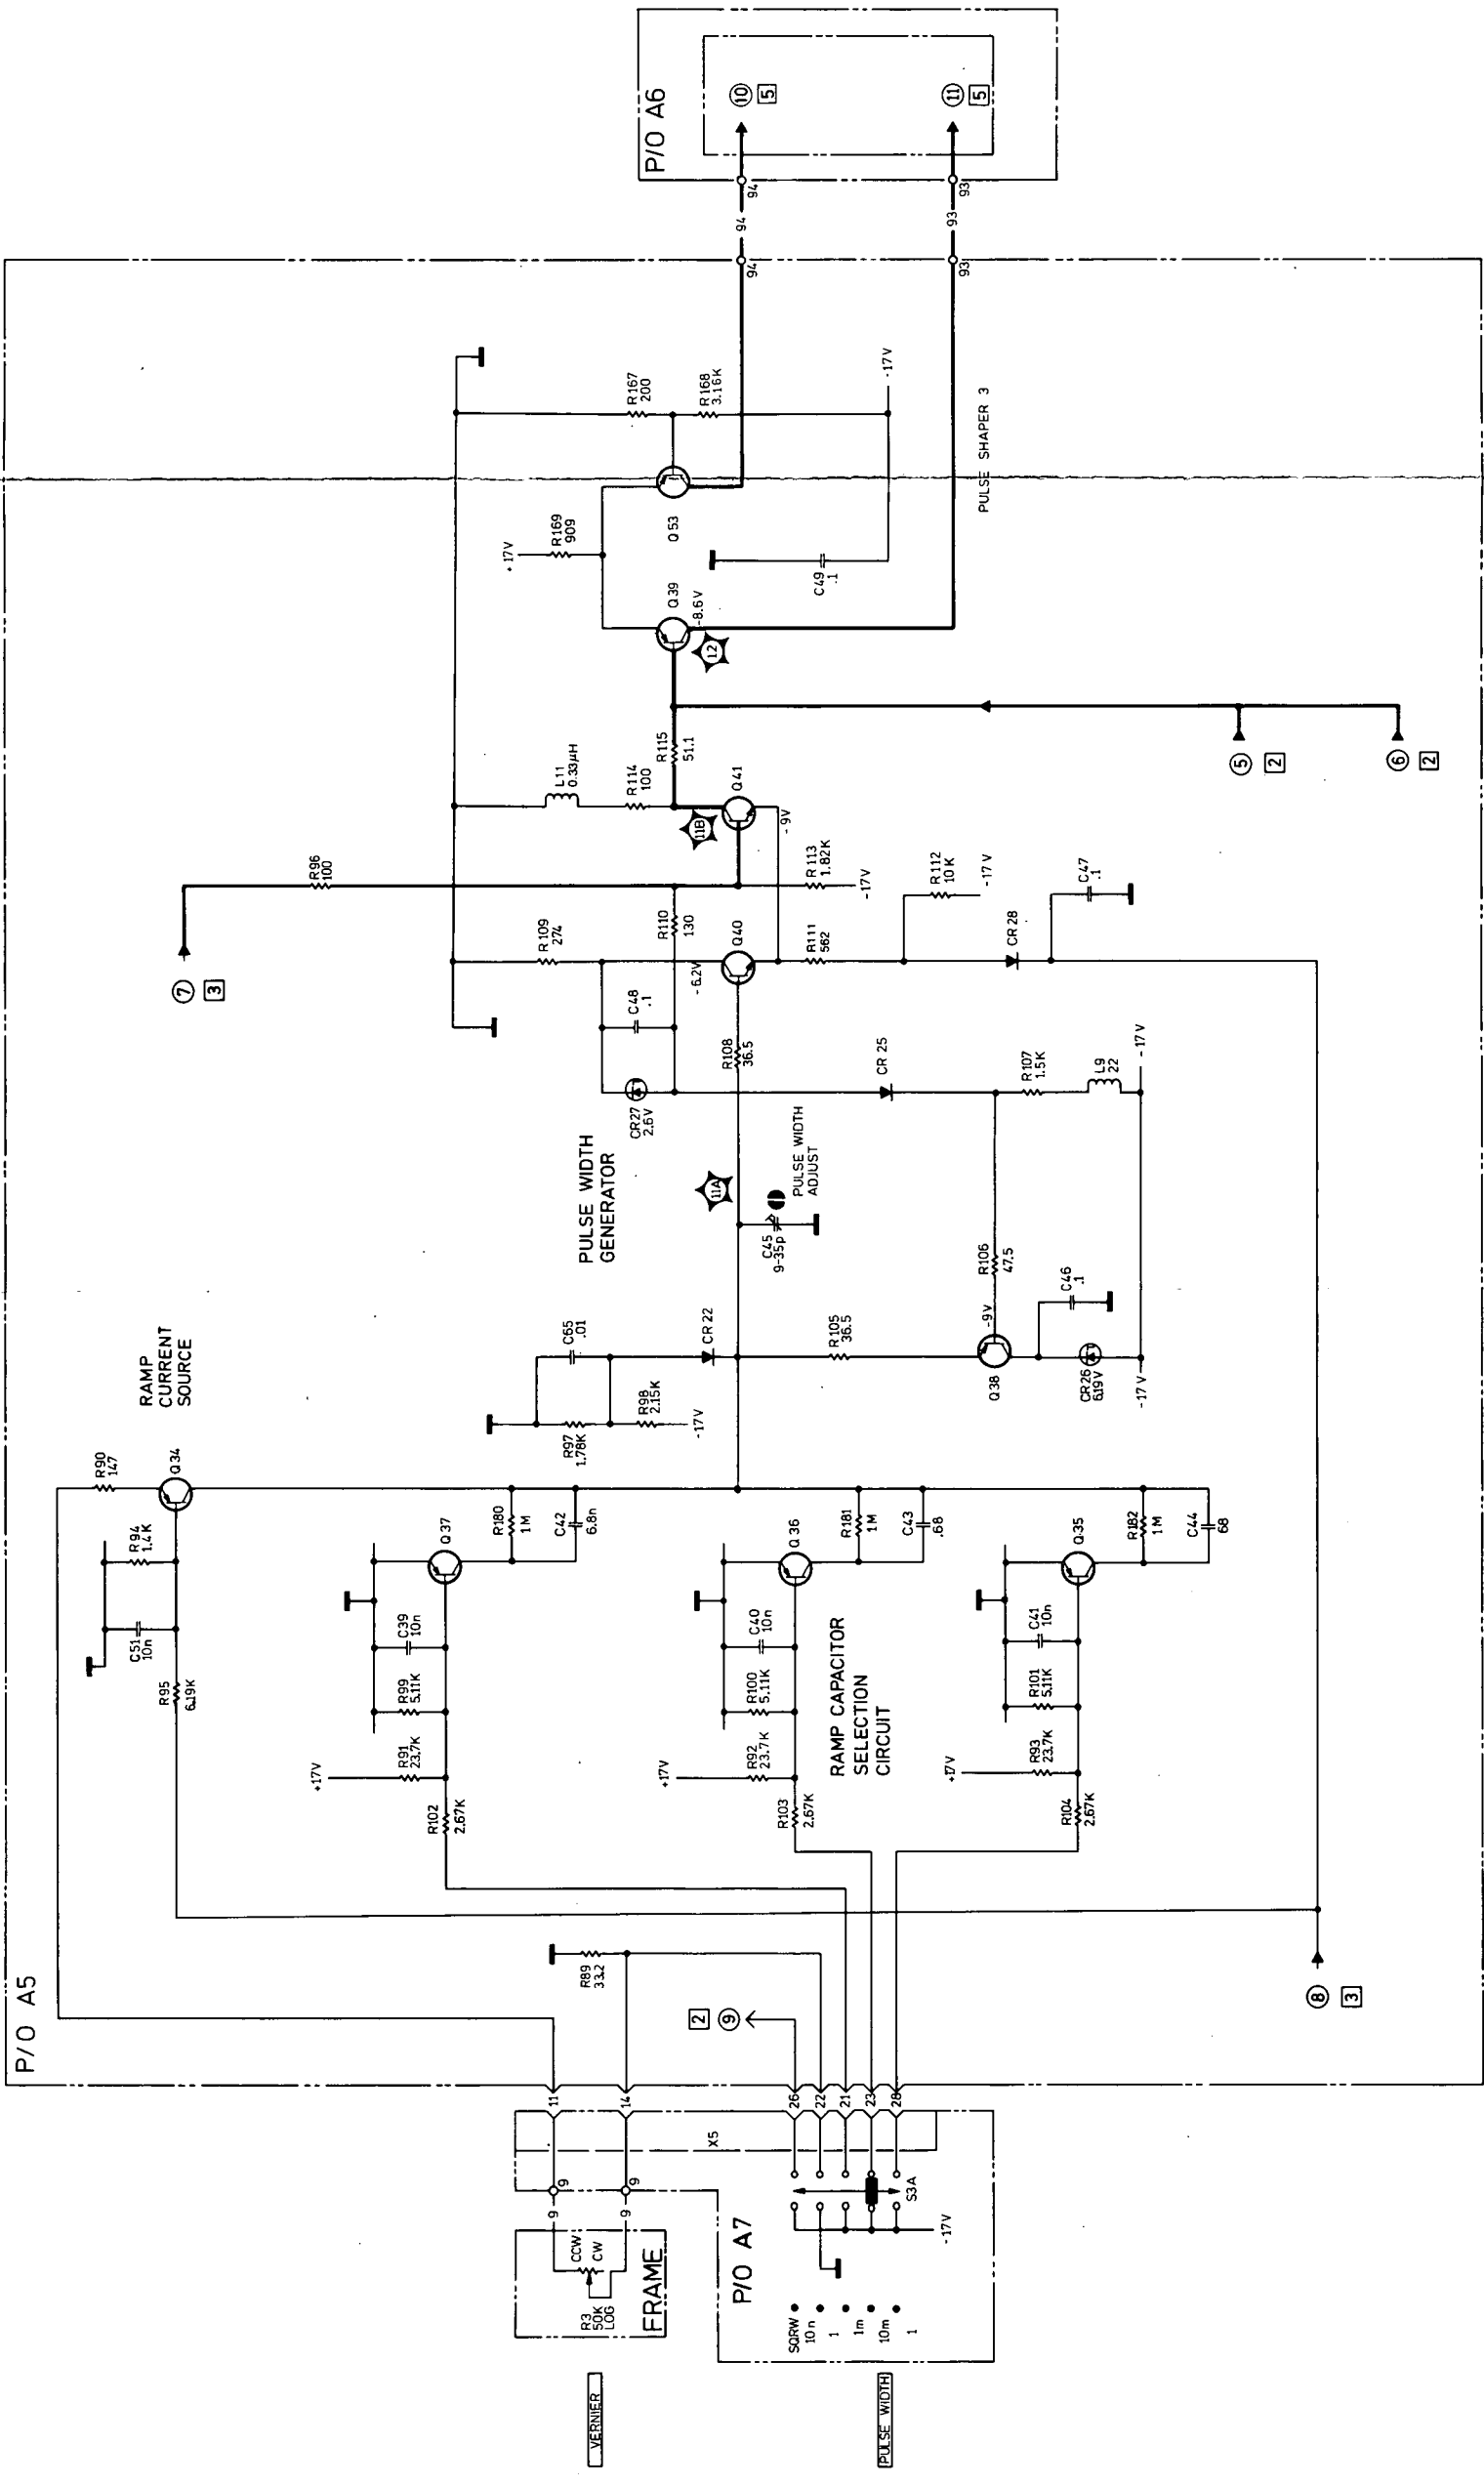 P/O A6
10
5
11
5
94
93
94
93
94
93
R167
200
R168
3.16K
-17V
PULSE SHAPER 3
+17V
R169
909
Q53
C49
.1
Q39
-8.6V
12
R115
51.1
L11
0.33µH
R114
100
11B
Q41
-9V
5
2
6
2
R96
100
7
3
R109
274
R110
130
R113
1.82K
-17V
R112
10K
-17V
C47
.1
Q40
-6.2V
R111
562
CR28
C48
.1
R108
36.5
CR27
2.6V
CR25
R107
1.5K
L9
22
-17V
PULSE WIDTH
GENERATOR
11A
C45
9-35p
PULSE WIDTH
ADJUST
R106
47.5
C46
.1
RAMP
CURRENT
SOURCE
C65
.01
CR22
R105
36.5
-9V
Q38
CR26
6.19V
-17V
R97
1.78K
R98
2.15K
-17V
R90
147
Q34
R94
1.4K
C51
10n
R95
6.19K
R180
1M
C42
6.8n
Q37
C39
10n
R99
5.11K
+17V
R91
23.7K
R102
2.67K
R181
1M
C43
.68
Q36
C40
10n
R100
5.11K
+17V
R92
23.7K
R103
2.67K
RAMP CAPACITOR
SELECTION
CIRCUIT
R182
1M
C44
68
Q35
C41
10n
R101
5.11K
+17V
R93
23.7K
R104
2.67K
P/O A5
R89
33.2
2
9
8
3
11
14
26
22
21
23
28
X5
9
9
9
9
S3A
CCW
CW
R3
50K
LOG
FRAME
P/O A7
-17V
SQRW
10n
1
1m
10m
1
VERNIER
PULSE WIDTH